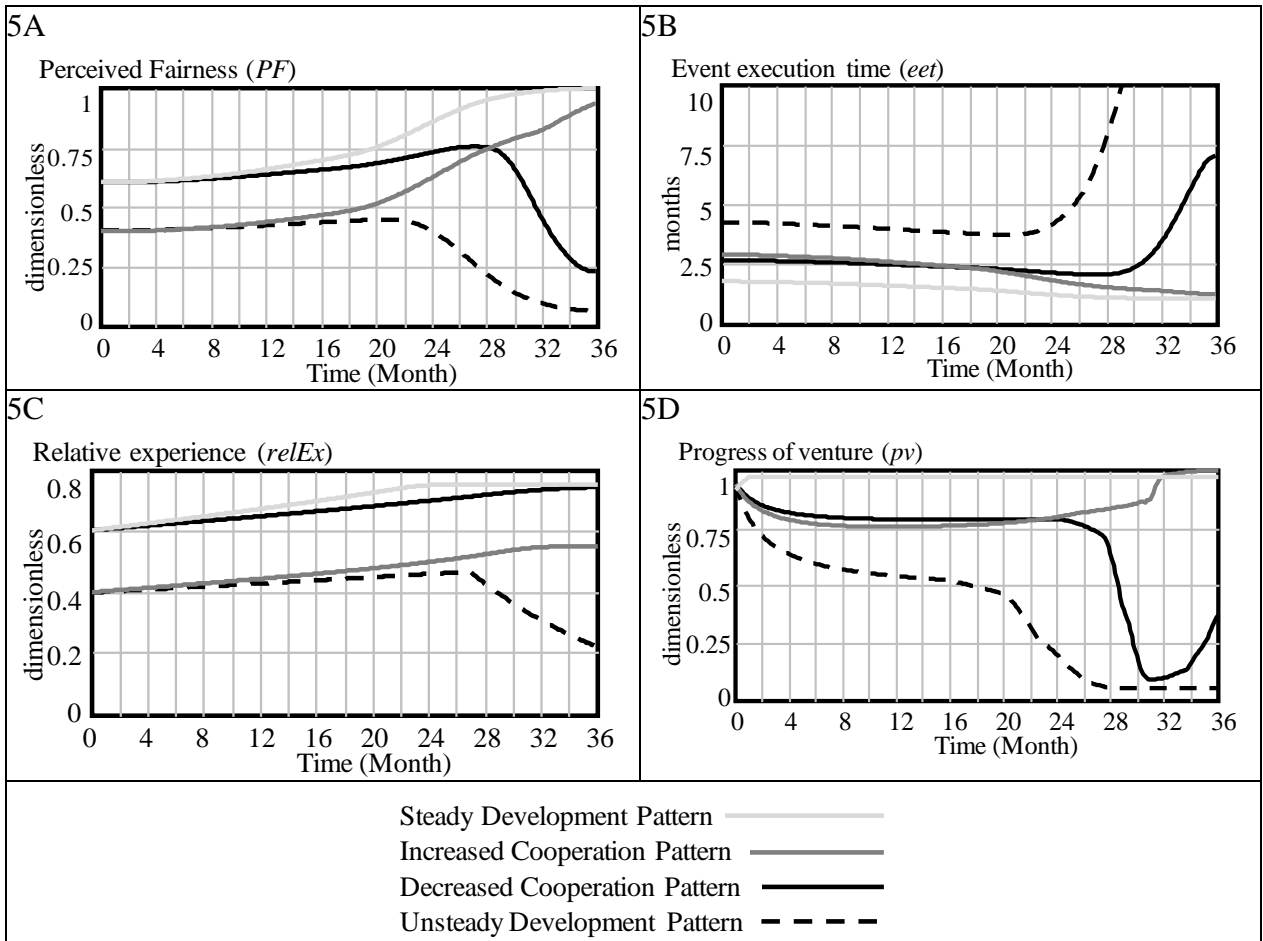 5A
Perceived Fairness (PF)
1
0.75
0.5
0.25
0
dimensionless
0 4 8 12 16 20 24 28 32 36
Time (Month)
5B
Event execution time (eet)
10
7.5
5
2.5
0
months
0 4 8 12 16 20 24 28 32 36
Time (Month)
5C
Relative experience (relEx)
0.8
0.6
0.4
0.2
0
dimensionless
0 4 8 12 16 20 24 28 32 36
Time (Month)
5D
Progress of venture (pv)
1
0.75
0.5
0.25
0
dimensionless
0 4 8 12 16 20 24 28 32 36
Time (Month)
Steady Development Pattern
Increased Cooperation Pattern
Decreased Cooperation Pattern
Unsteady Development Pattern